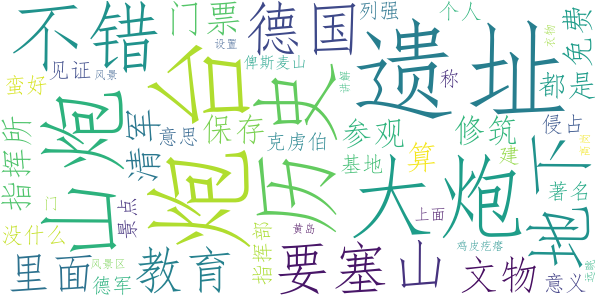 不错
门票
德国
列强
个人
遗址
免费
衣物
都是
蛮好
见证
风景
台
设置
俾斯麦山
讲解
称
史
山炮
清军
意思
保存
克虏伯
参观
修筑
侵占
指挥所
炮
历
基地
算
建
大炮
地下
著名
没什么
景点
门
指挥部
黄岛
上面
鸡皮疙瘩
里面
风景区
德军
教育
要塞
山
文物
远眺
意义